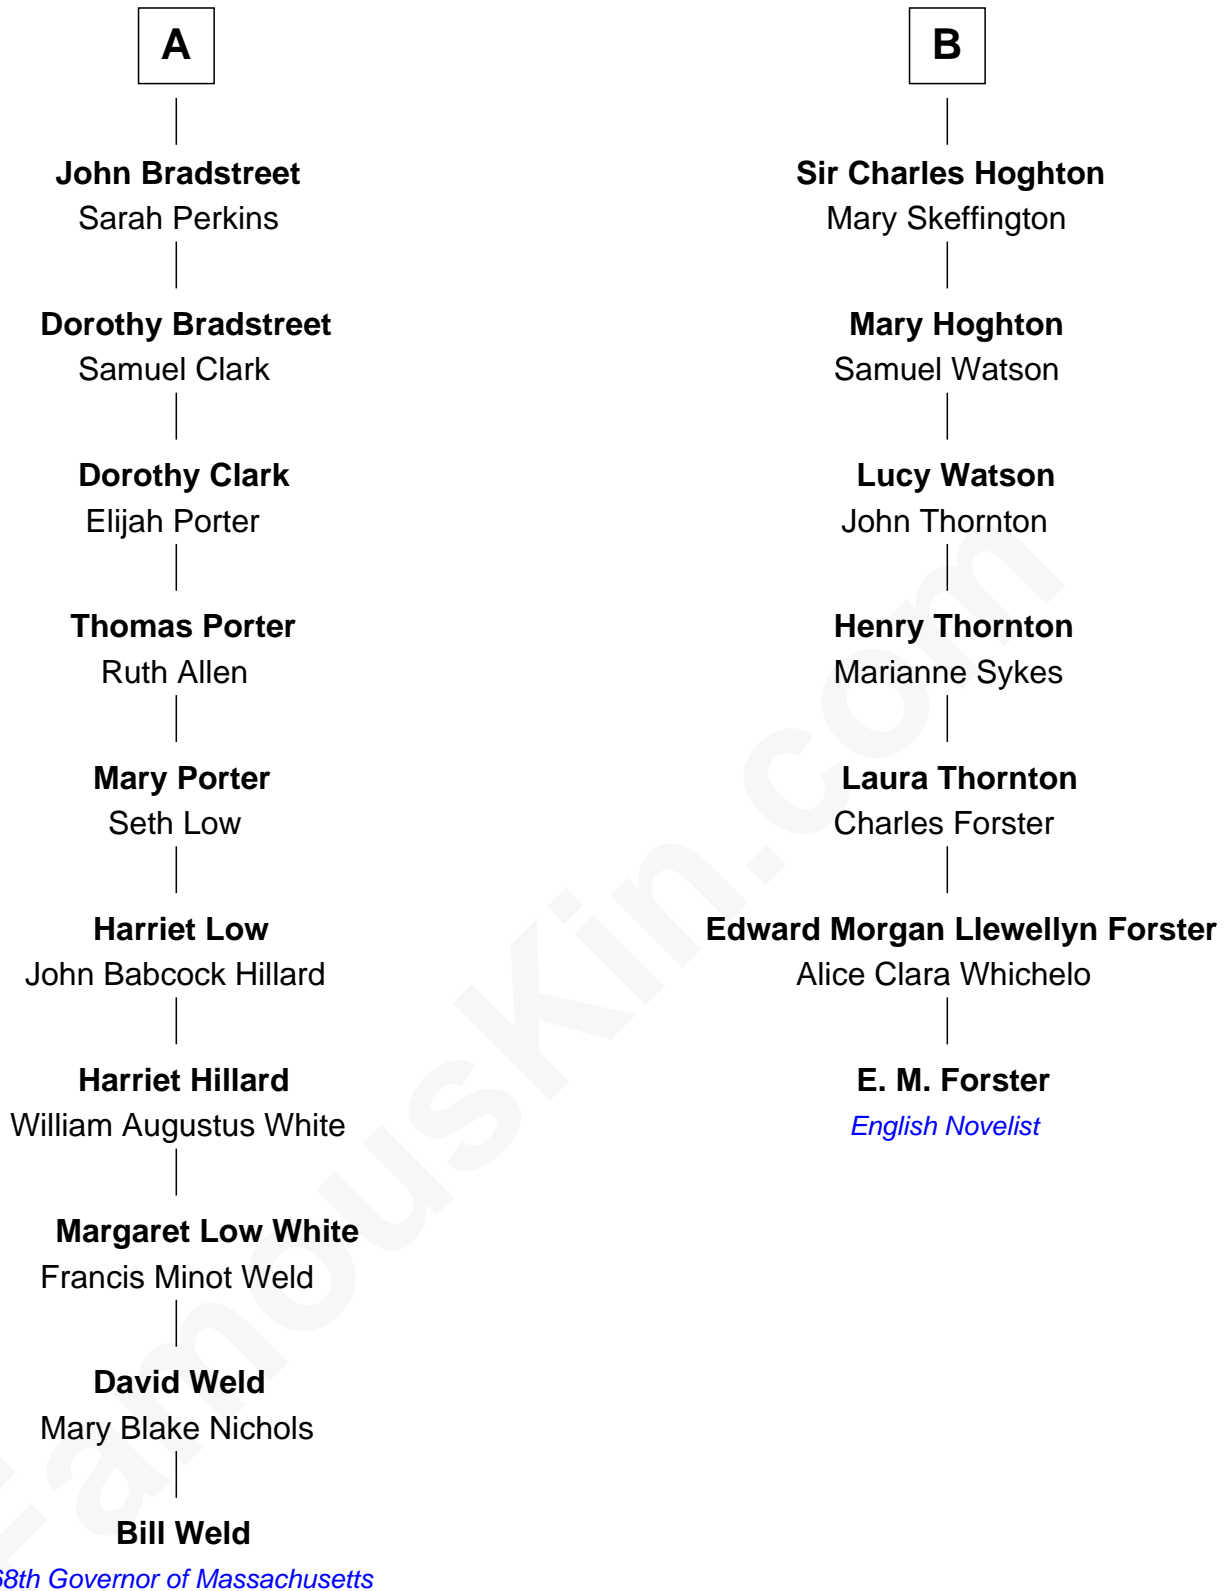 A
John Bradstreet
Sarah Perkins
Dorothy Bradstreet
Samuel Clark
Dorothy Clark
Elijah Porter
Thomas Porter
Ruth Allen
Mary Porter
Seth Low
Harriet Low
John Babcock Hillard
Harriet Hillard
William Augustus White
Margaret Low White
Francis Minot Weld
David Weld
Mary Blake Nichols
Bill Weld
68th Governor of Massachusetts
B
Sir Charles Hoghton
Mary Skeffington
Mary Hoghton
Samuel Watson
Lucy Watson
John Thornton
Henry Thornton
Marianne Sykes
Laura Thornton
Charles Forster
Edward Morgan Llewellyn Forster
Alice Clara Whichelo
E. M. Forster
English Novelist
FamousKin.com